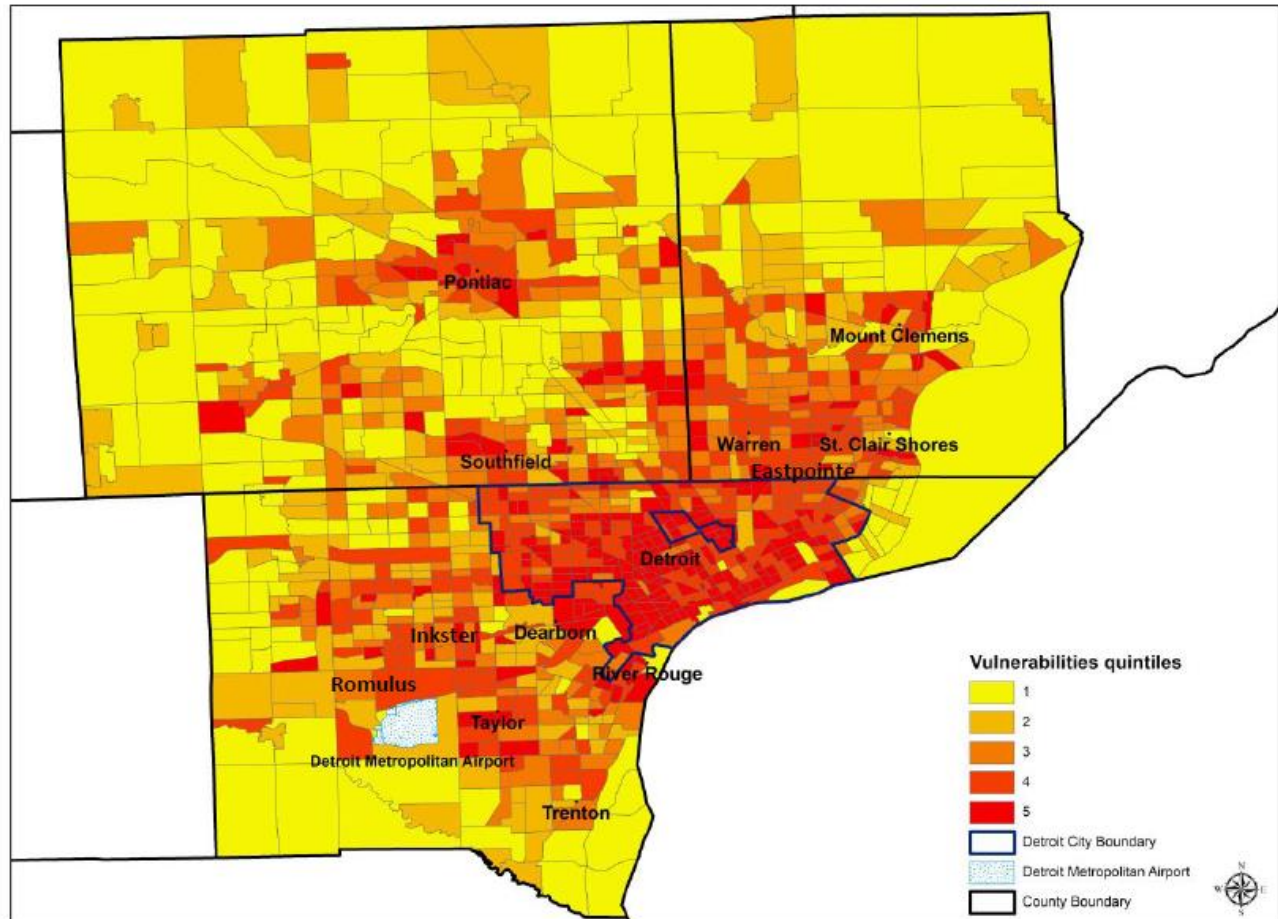 Pontiac
Mount Clemens
Warren
St. Clair Shores
Southfield
Eastpointe
Detroit
Inkster
Dearborn
River Rouge
Romulus
Taylor
Detroit Metropolitan Airport
Trenton
Vulnerabilities quintiles
1
2
3
4
5
Detroit City Boundary
Detroit Metropolitan Airport
County Boundary
N
W E
S